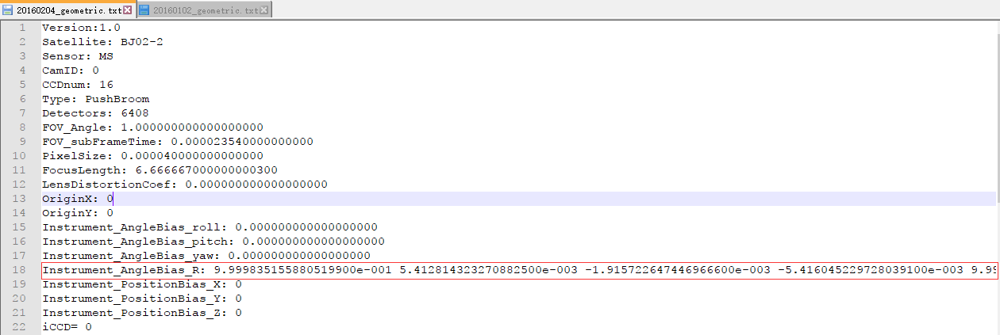 20160204_geometric.txt 20160102_geometric.txt
1 Version:1.0
2 Satellite: BJ02-2
3 Sensor: MS
4 CamID: 0
5 CCDnum: 16
6 Type: PushBroom
7 Detectors: 6408
8 FOV_Angle: 1.000000000000000000
9 FOV_subFrameTime: 0.000023540000000000
10 PixelSize: 0.000040000000000000
11 FocusLength: 6.666667000000000300
12 LensDistortionCoef: 0.000000000000000000
13 OriginX: 0
14 OriginY: 0
15 Instrument_AngleBias_roll: 0.000000000000000000
16 Instrument_AngleBias_pitch: 0.000000000000000000
17 Instrument_AngleBias_yaw: 0.000000000000000000
18 Instrument_AngleBias_R: 9.999835155880519900e-001 5.412814323270882500e-003 -1.915722647446966600e-003 -5.416045229728039100e-003 9.99
19 Instrument_PositionBias_X: 0
20 Instrument_PositionBias_Y: 0
21 Instrument_PositionBias_Z: 0
22 iCCD= 0